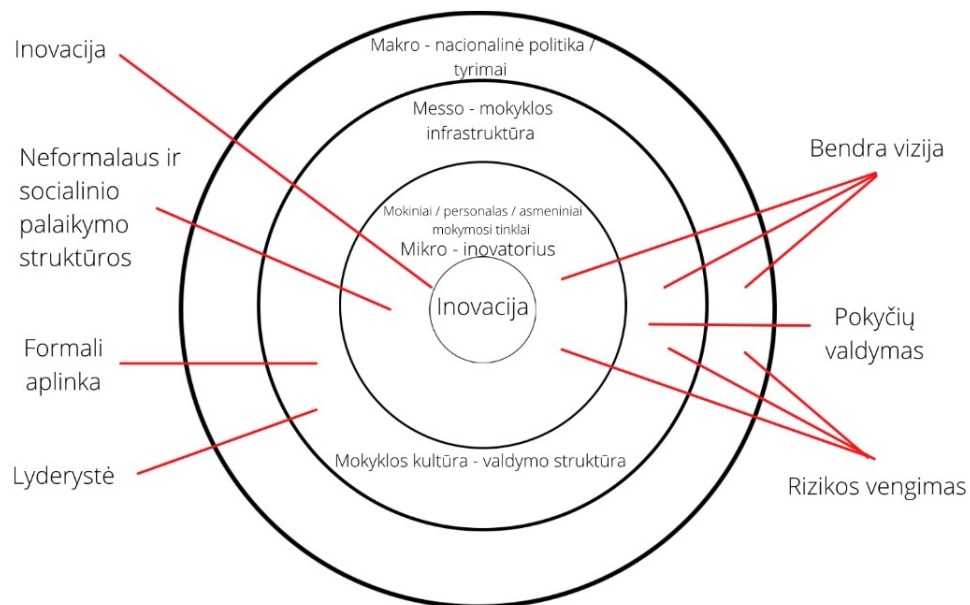 Makro - nacionalinė politika /
tyrimai
Inovacija
Messo - mokyklos
infrastruktūra
Neformalaus ir
socialinio
palaikymo
struktūros
Bendra vizija
Mokiniai / personalas / asmeniniai
mokymosi tinklai
Mikro - inovatorius
Inovacija
Pokyčių
valdymas
Formali
aplinka
Lyderystė
Mokyklos kultūra - valdymo struktūra
Rizikos vengimas